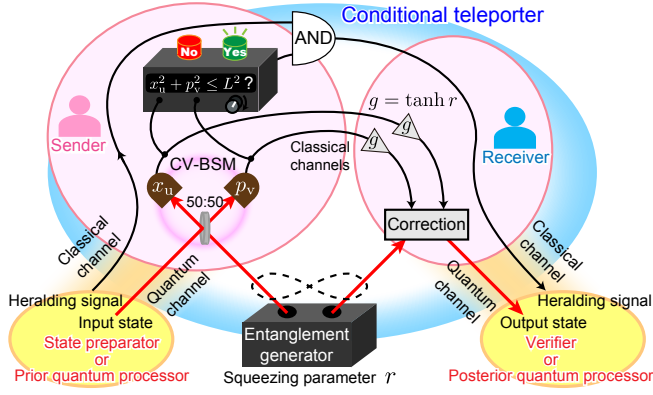 Conditional teleporter
No
Yes
AND
x_u^2 + p_v^2 ≤ L^2 ?
g = tanh r
Sender
Receiver
CV-BSM
Classical
channels
g
g
x_u
p_v
50:50
Correction
Classical
channel
Quantum
channel
Quantum
channel
Classical
channel
Heralding signal
Input state
State preparator
or
Prior quantum processor
Entanglement
generator
Squeezing parameter r
Heralding signal
Output state
Verifier
or
Posterior quantum processor